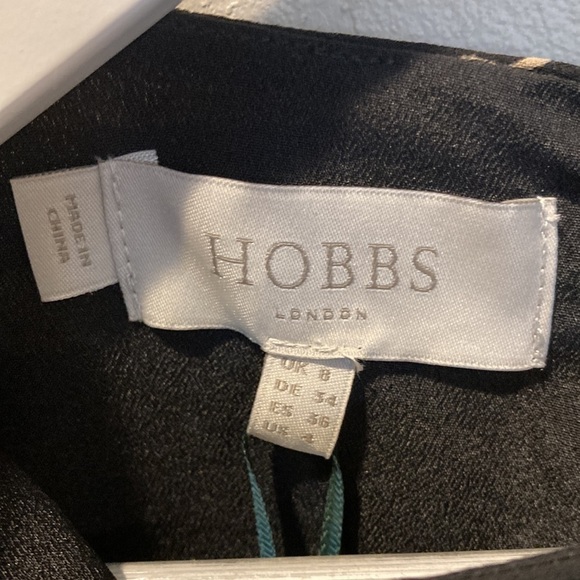 MADE IN
CHINA
HOBBS
LONDON
UK 8
DE 34
ES 36
US 4